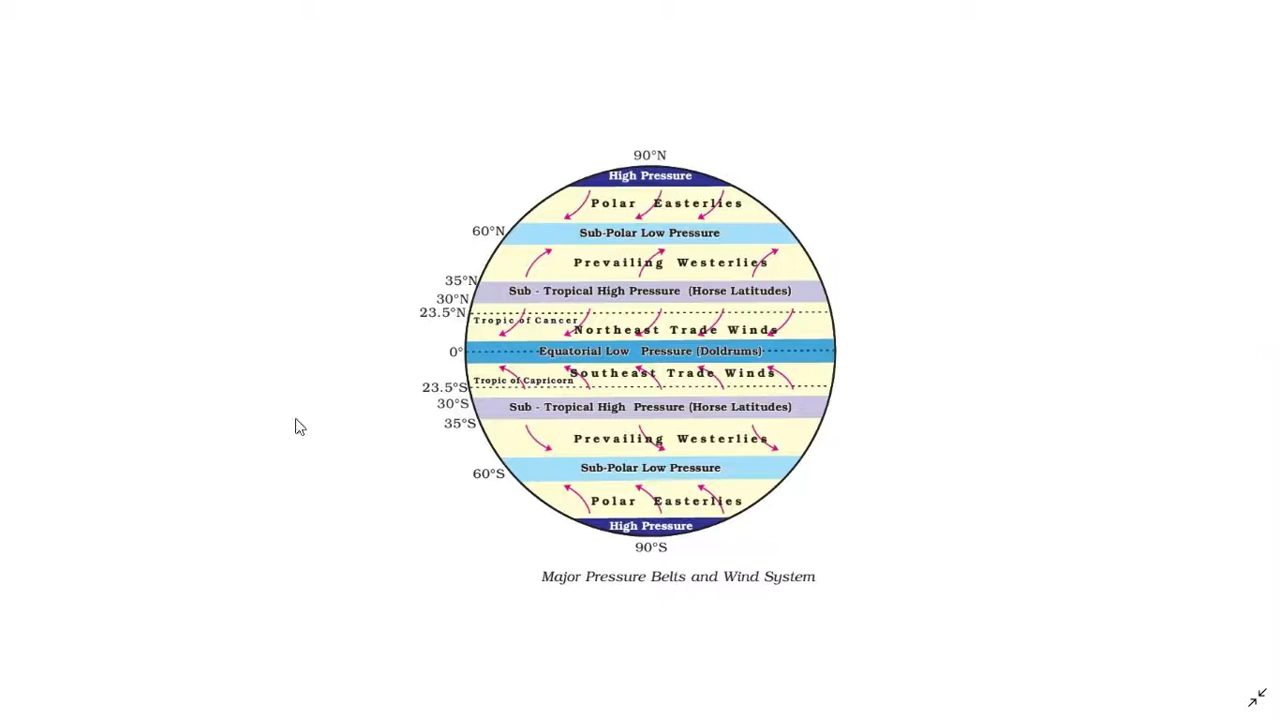 90°N
High Pressure
Polar Easterlies
60°N
Sub-Polar Low Pressure
Prevailing Westerlies
35°N
Sub - Tropical High Pressure (Horse Latitudes)
30°N
23.5°N
Tropic of Cancer
Northeast Trade Winds
0°
Equatorial Low Pressure (Doldrums)
Southeast Trade Winds
Tropic of Capricorn
23.5°S
30°S
Sub - Tropical High Pressure (Horse Latitudes)
35°S
Prevailing Westerlies
60°S
Sub-Polar Low Pressure
Polar Easterlies
High Pressure
90°S
Major Pressure Belts and Wind System